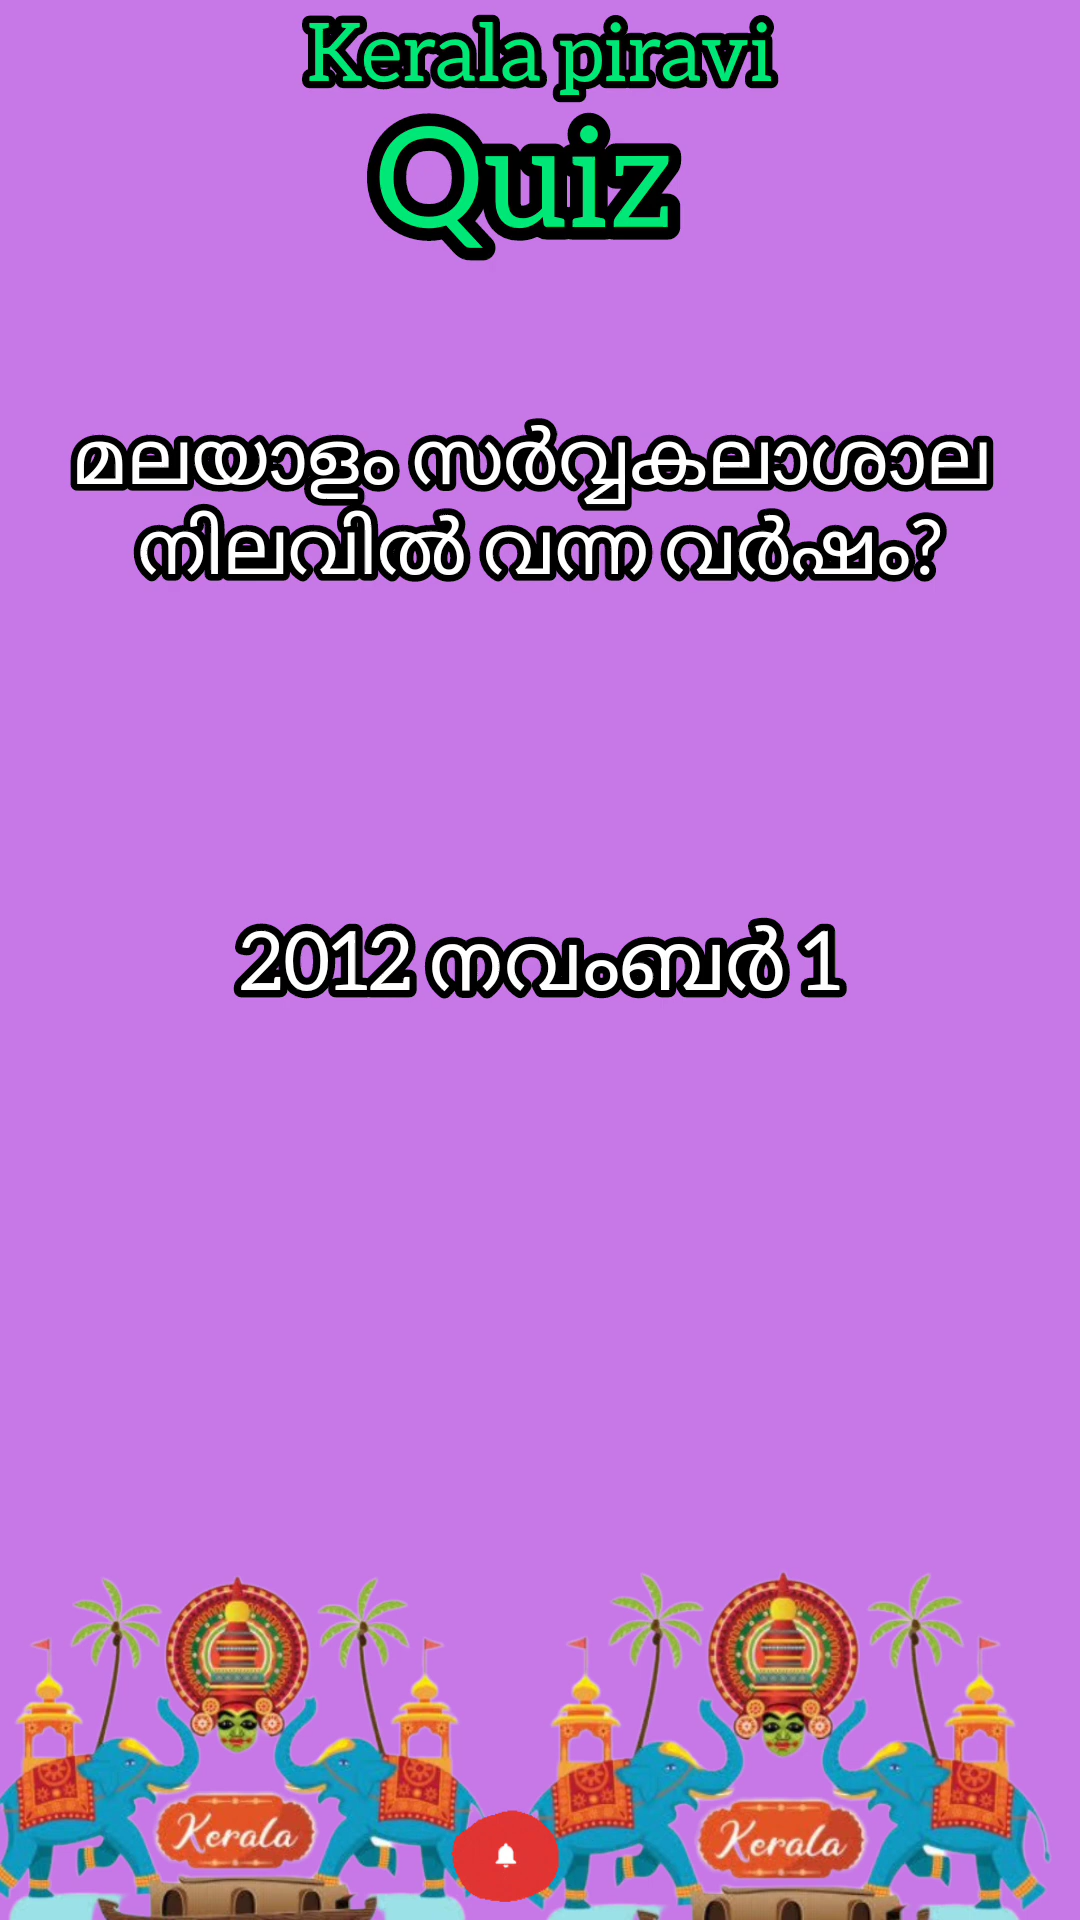 Kerala piravi
Quiz
മലയാളം സർവ്വകലാശാല
നിലവിൽ വന്ന വർഷം?
2012 നവംബർ 1
Kerala
Kerala